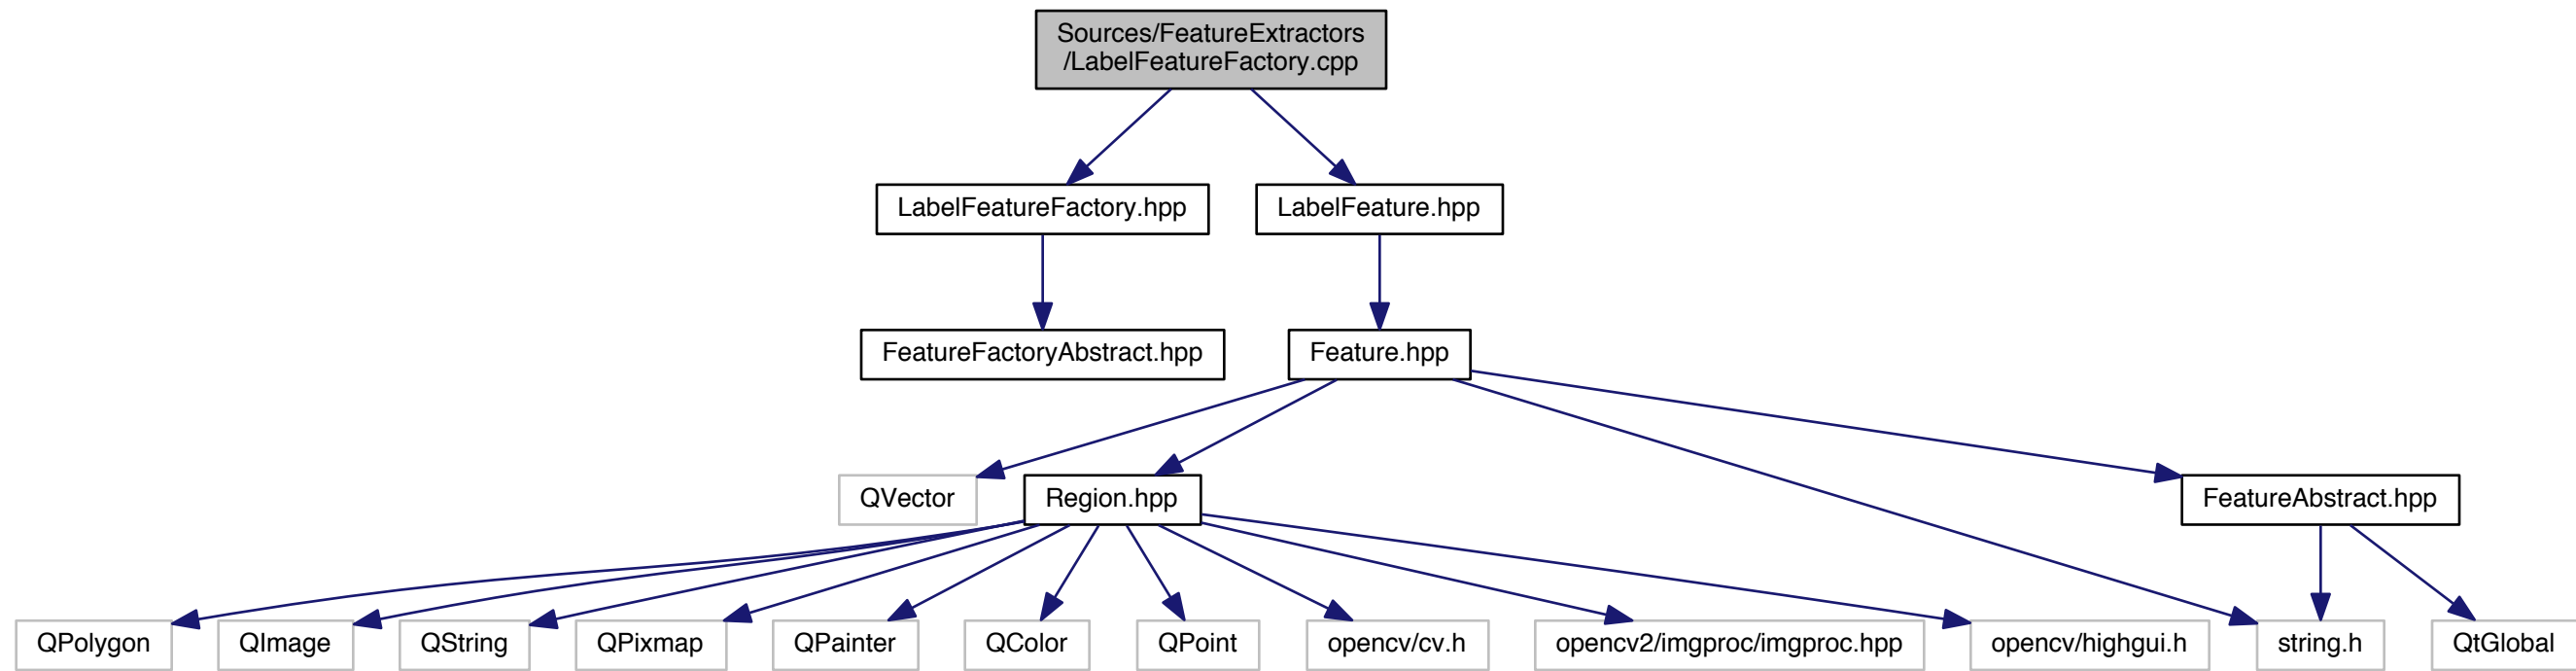 Sources/FeatureExtractors
/LabelFeatureFactory.cpp
LabelFeatureFactory.hpp
LabelFeature.hpp
FeatureFactoryAbstract.hpp
Feature.hpp
QVector
Region.hpp
FeatureAbstract.hpp
QPolygon
QImage
QString
QPixmap
QPainter
QColor
QPoint
opencv/cv.h
opencv2/imgproc/imgproc.hpp
opencv/highgui.h
string.h
QtGlobal